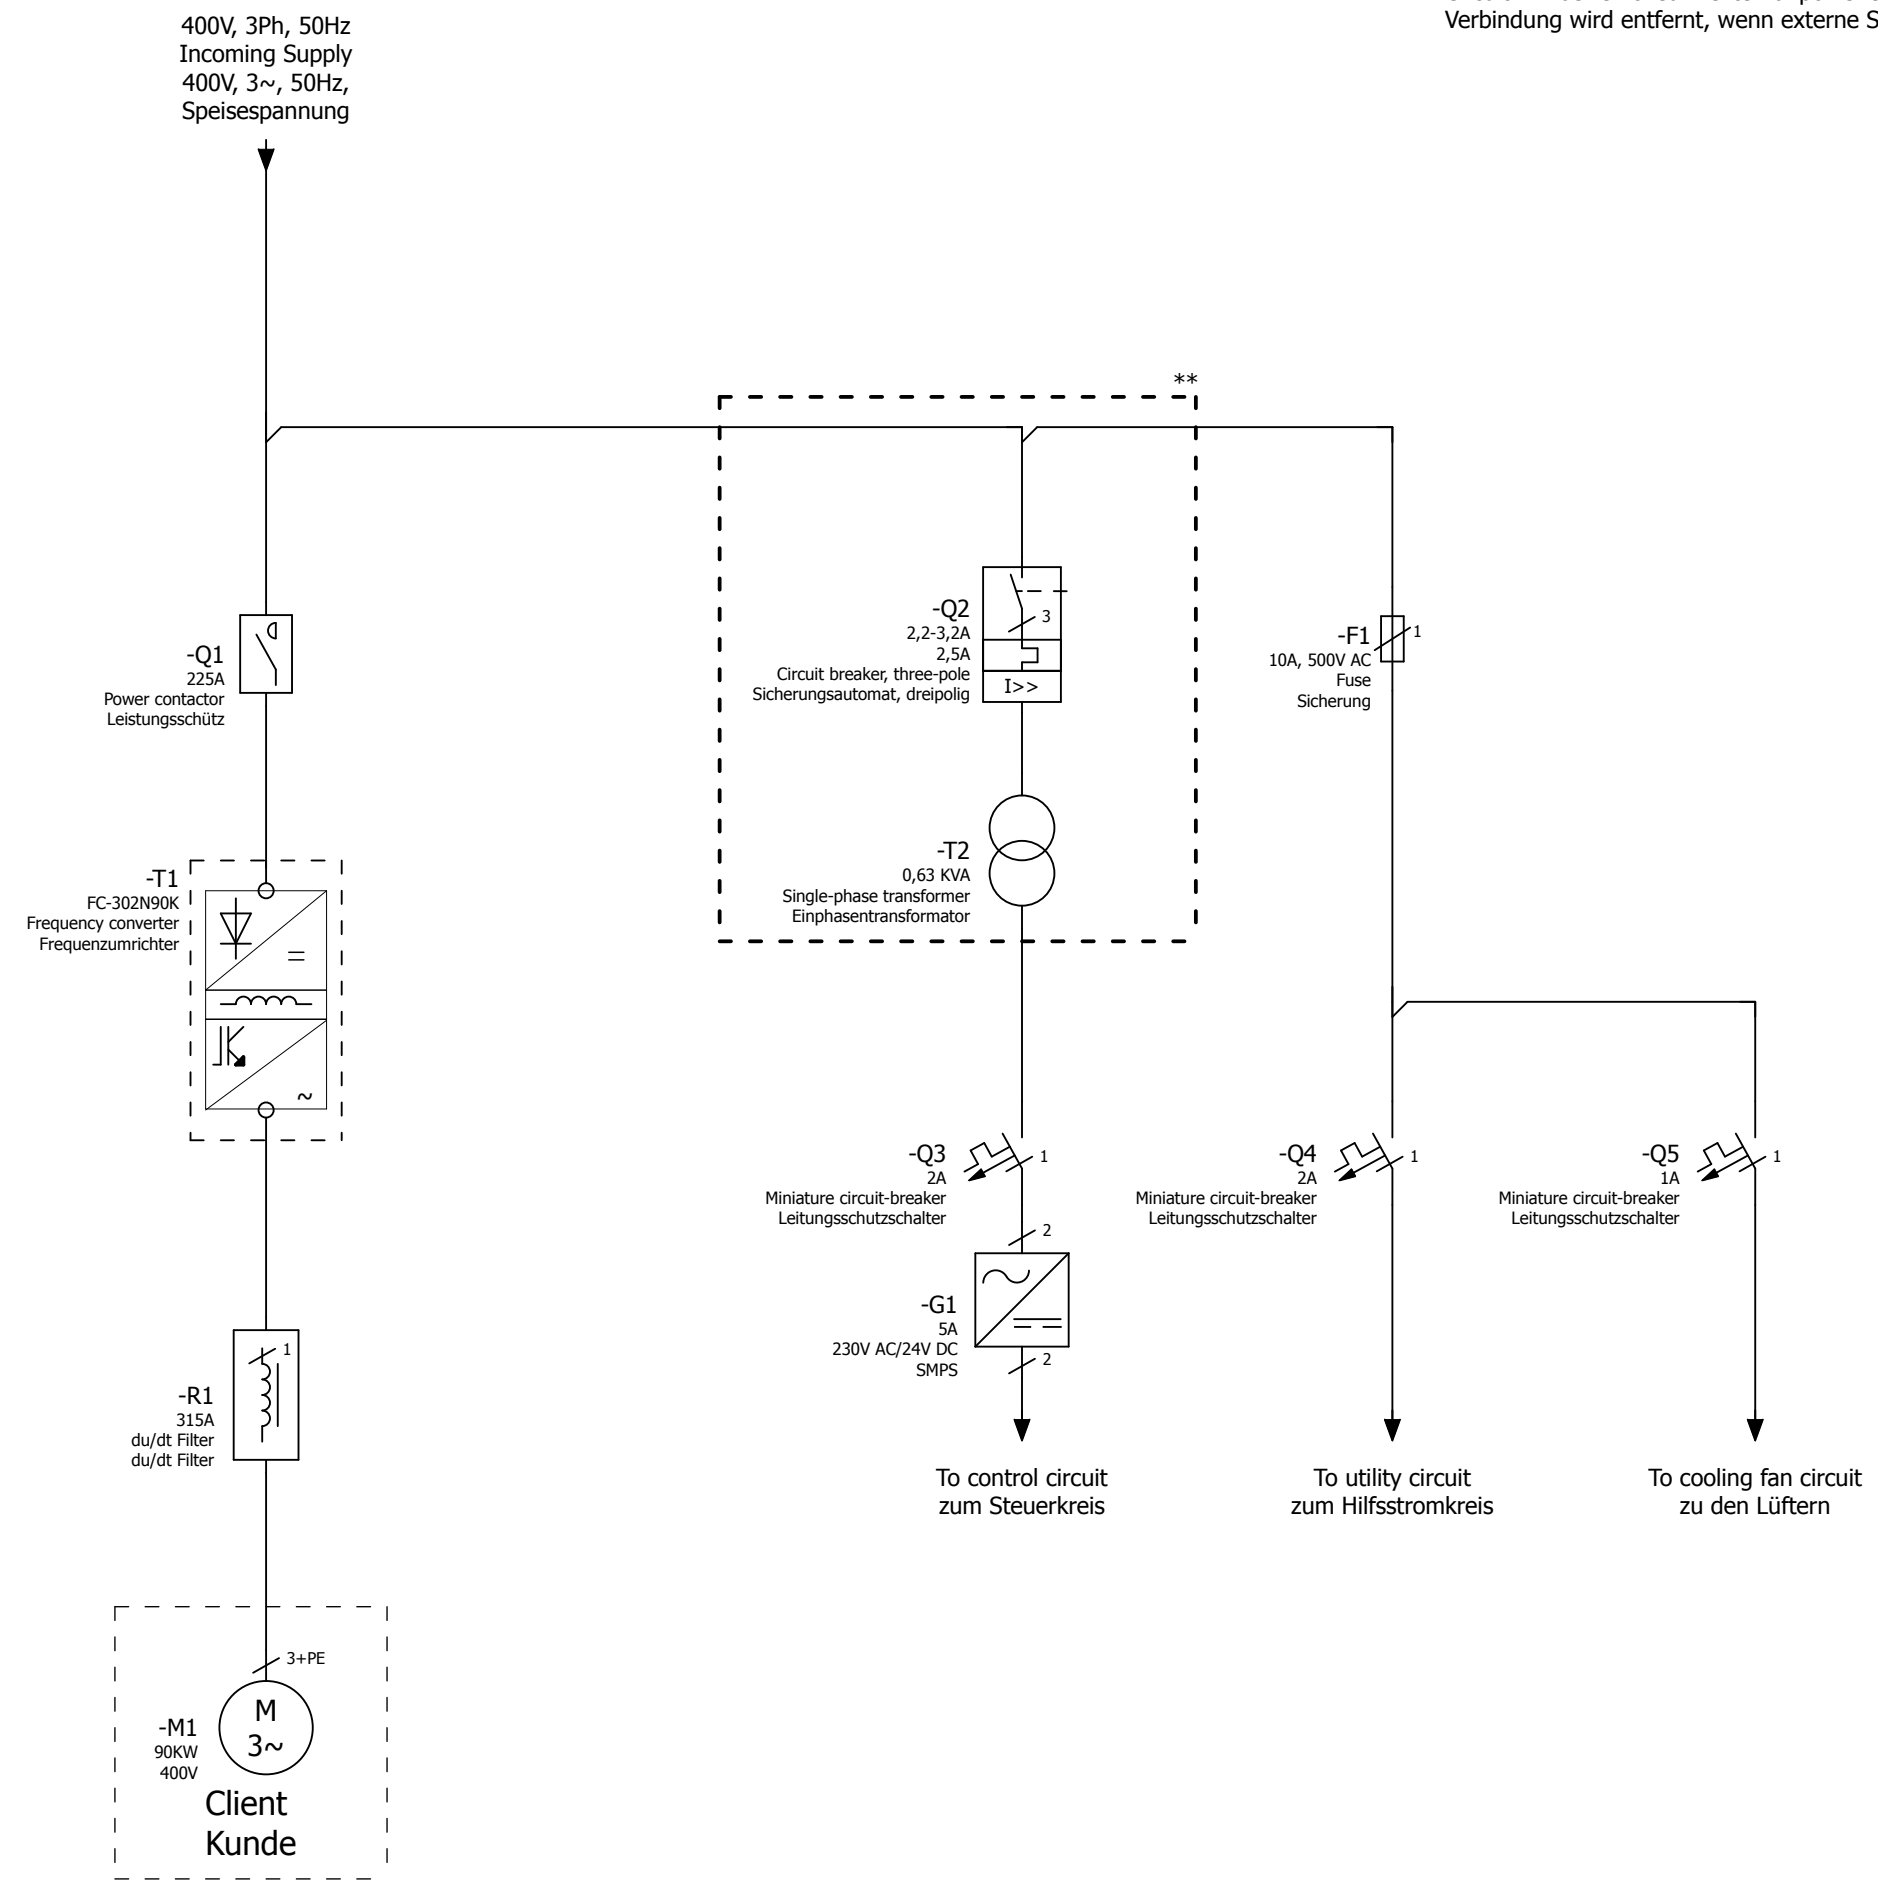 400V, 3Ph, 50Hz
Incoming Supply
400V, 3~, 50Hz,
Speisespannung
Verbindung wird entfernt, wenn externe S
**
-Q1
225A
Power contactor
Leistungsschütz
-Q2
2,2-3,2A
2,5A
Circuit breaker, three-pole
Sicherungsautomat, dreipolig
3
I>>
-F1
10A, 500V AC
Fuse
Sicherung
1
-T1
FC-302N90K
Frequency converter
Frequenzumrichter
=
~
-T2
0,63 KVA
Single-phase transformer
Einphasentransformator
-Q3
2A
Miniature circuit-breaker
Leitungsschutzschalter
1
-Q4
2A
Miniature circuit-breaker
Leitungsschutzschalter
1
-Q5
1A
Miniature circuit-breaker
Leitungsschutzschalter
1
2
-G1
5A
230V AC/24V DC
SMPS
2
-R1
315A
du/dt Filter
du/dt Filter
1
To control circuit
zum Steuerkreis
To utility circuit
zum Hilfsstromkreis
To cooling fan circuit
zu den Lüftern
3+PE
-M1
90KW
400V
M
3~
Client
Kunde